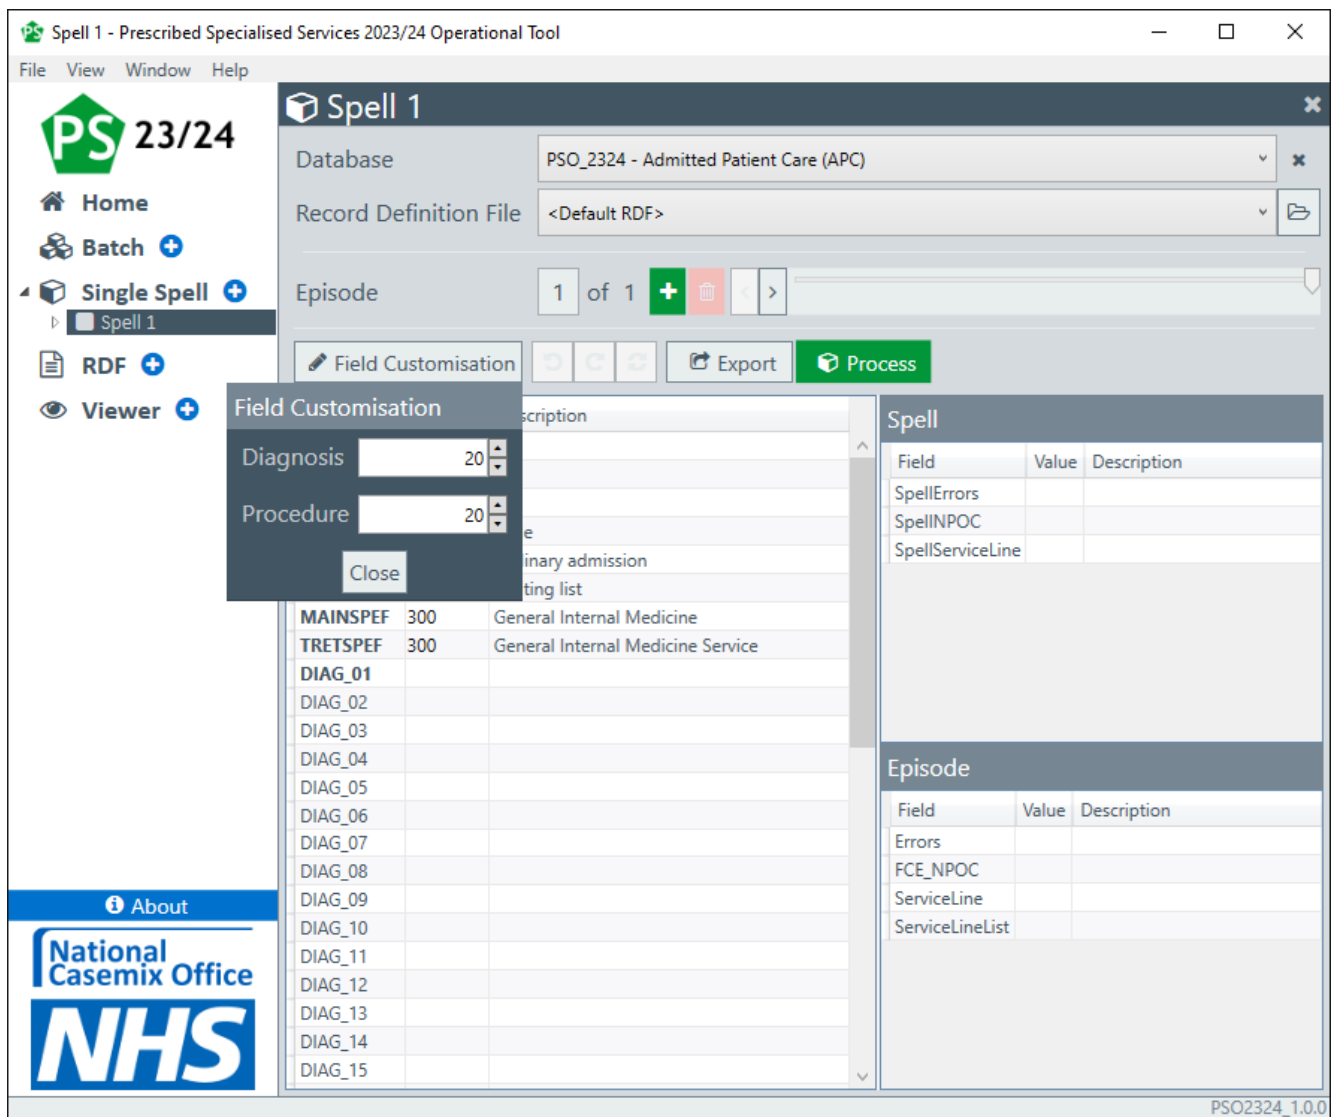 PS Spell 1 - Prescribed Specialised Services 2023/24 Operational Tool
File View Window Help
PS 23/24
Home
Batch
Single Spell
Spell 1
RDF
Viewer
About
National
Casemix Office
NHS
Spell 1
Database PSO_2324 - Admitted Patient Care (APC)
Record Definition File <Default RDF>
Episode 1 of 1
Field Customisation Export Process
Field Customisation
Diagnosis 20
Procedure 20
Close
scription
e
inary admission
ting list
MAINSPEF 300 General Internal Medicine
TRETSPEF 300 General Internal Medicine Service
DIAG_01
DIAG_02
DIAG_03
DIAG_04
DIAG_05
DIAG_06
DIAG_07
DIAG_08
DIAG_09
DIAG_10
DIAG_11
DIAG_12
DIAG_13
DIAG_14
DIAG_15
Spell
Field Value Description
SpellErrors
SpellNPOC
SpellServiceLine
Episode
Field Value Description
Errors
FCE_NPOC
ServiceLine
ServiceLineList
PSO2324_1.0.0